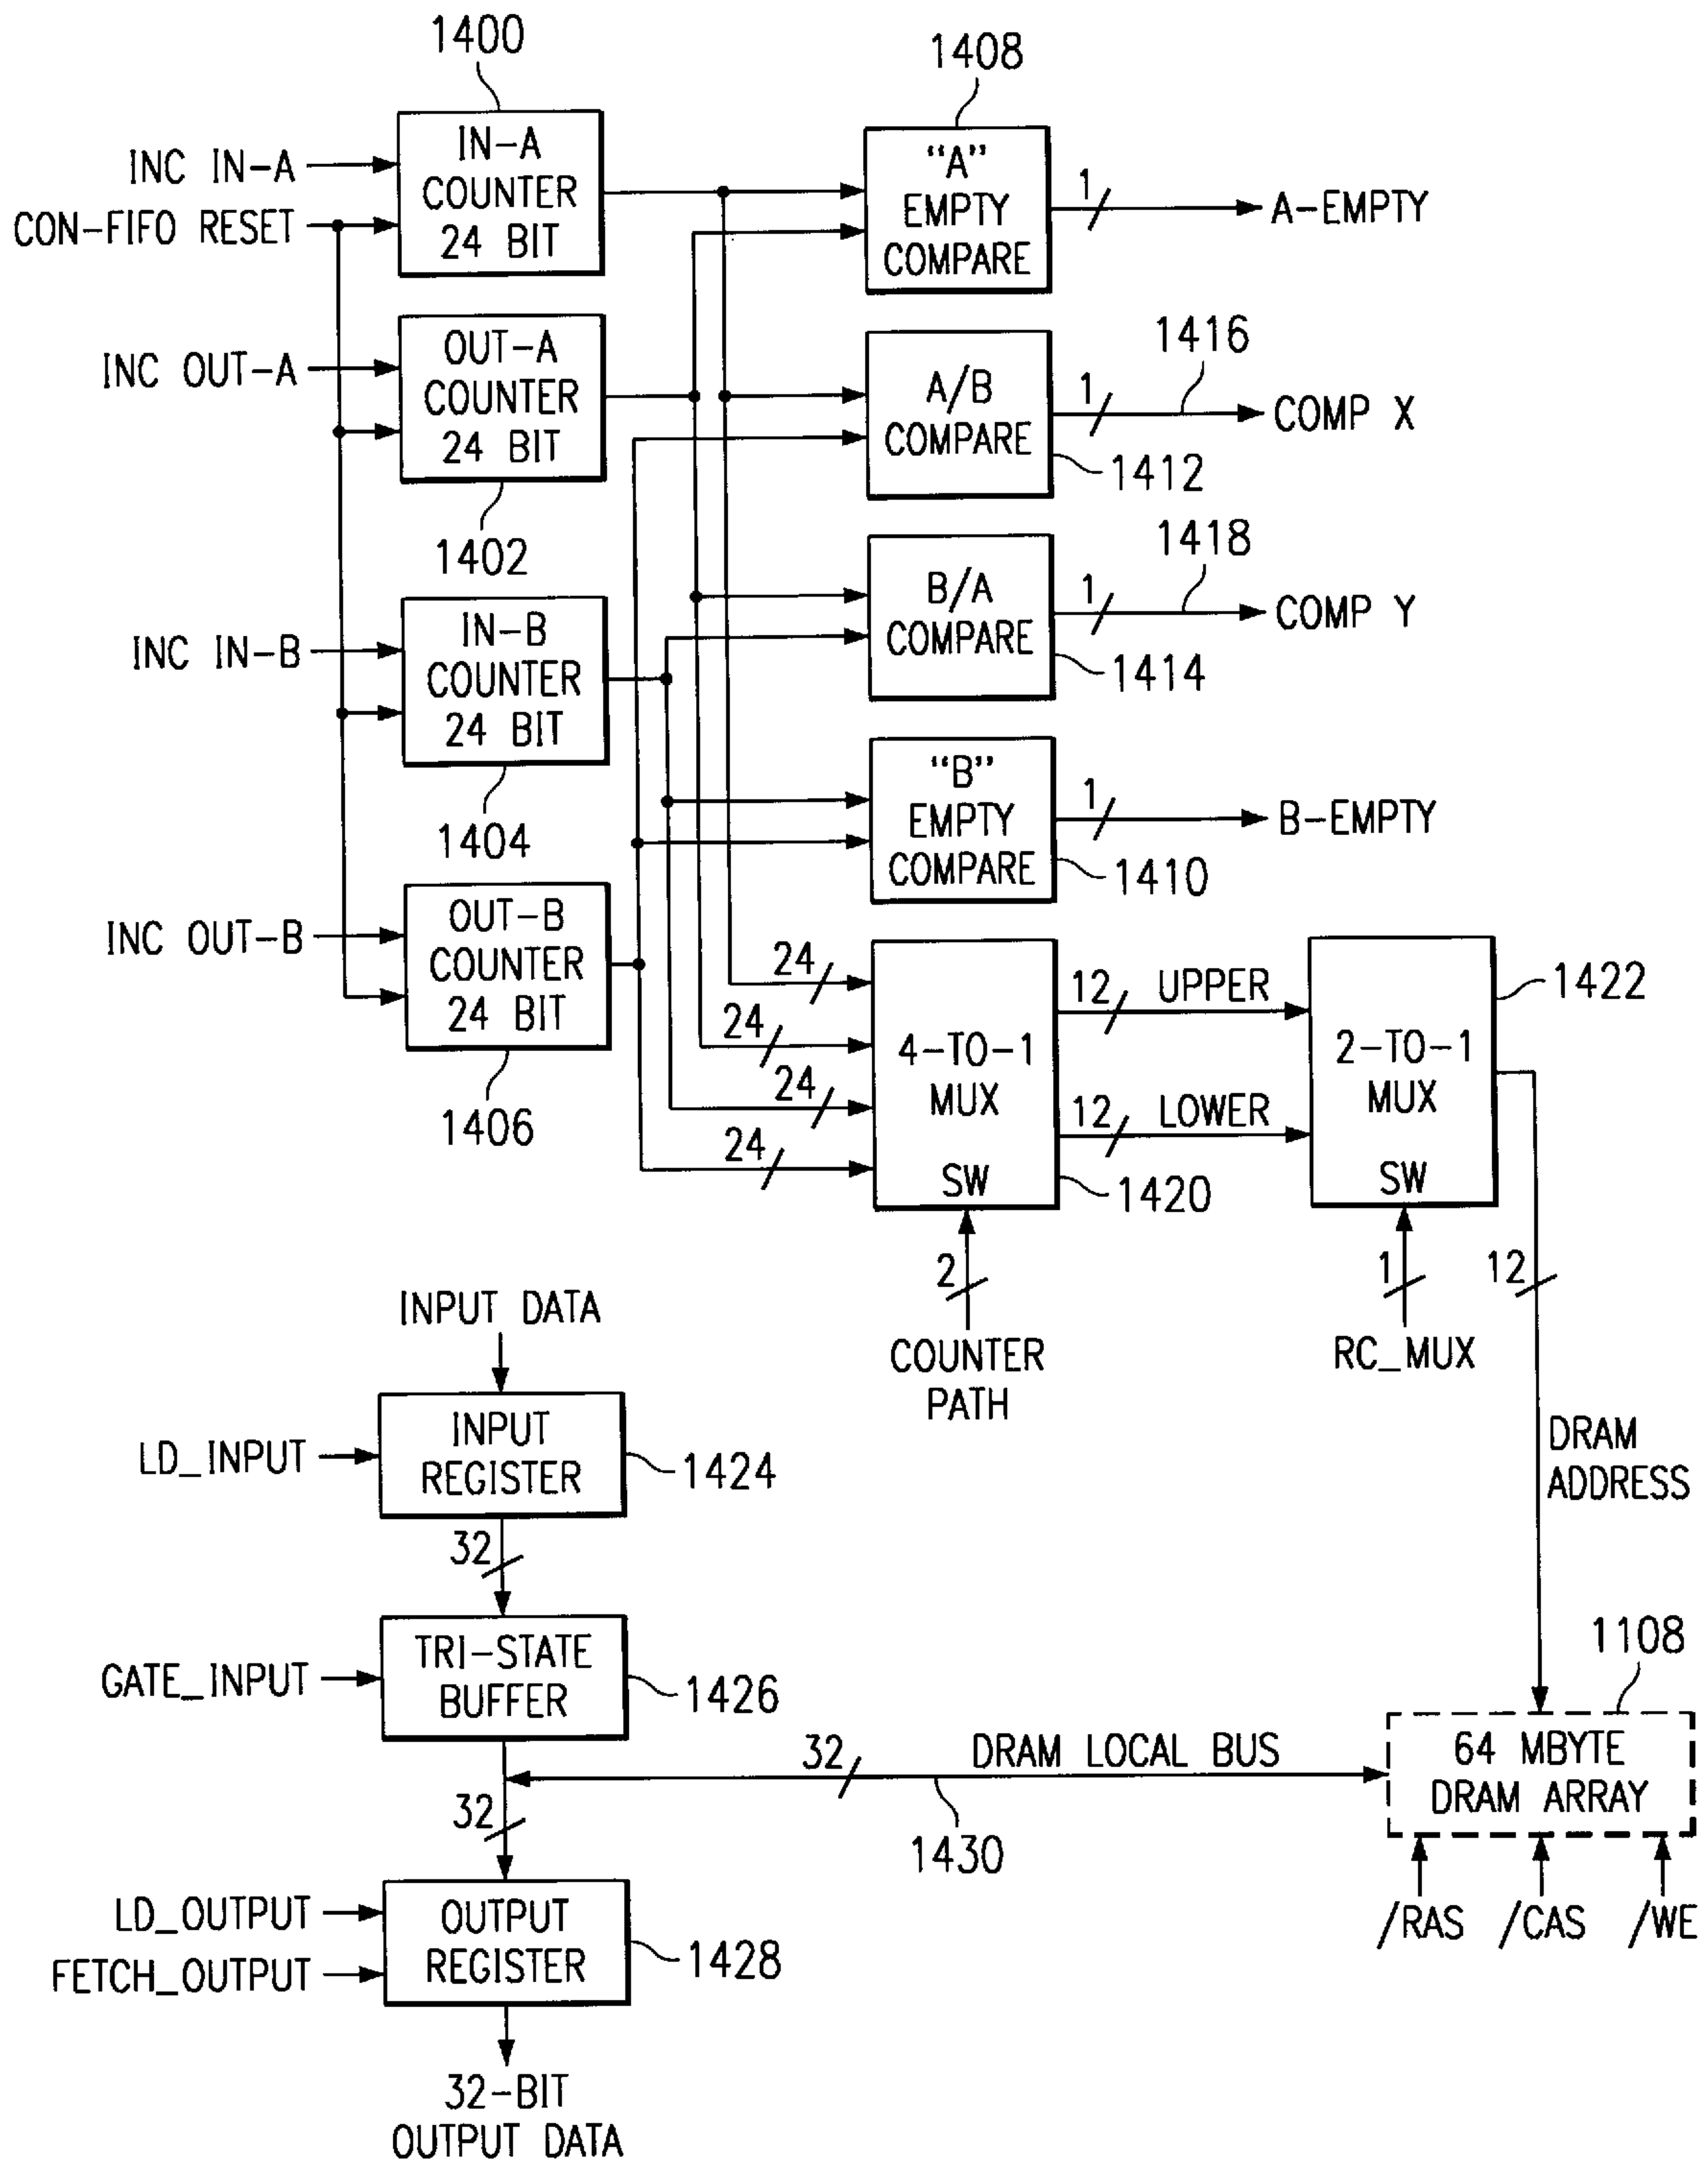 1400
1408
INC IN-A
CON-FIFO RESET
IN-A
COUNTER
24 BIT
"A"
EMPTY
COMPARE
1
A-EMPTY
INC OUT-A
OUT-A
COUNTER
24 BIT
1402
A/B
COMPARE
1
1416
COMP X
1412
INC IN-B
IN-B
COUNTER
24 BIT
1404
B/A
COMPARE
1
1418
COMP Y
1414
"B"
EMPTY
COMPARE
1
B-EMPTY
1410
INC OUT-B
OUT-B
COUNTER
24 BIT
1406
24
24
24
24
4-TO-1
MUX
SW
1420
12
UPPER
12
LOWER
2-TO-1
MUX
SW
1422
2
COUNTER
PATH
1
RC_MUX
12
DRAM
ADDRESS
INPUT DATA
LD_INPUT
INPUT
REGISTER
1424
32
GATE_INPUT
TRI-STATE
BUFFER
1426
32
DRAM LOCAL BUS
1430
1108
64 MBYTE
DRAM ARRAY
/RAS
/CAS
/WE
32
LD_OUTPUT
FETCH_OUTPUT
OUTPUT
REGISTER
1428
32-BIT
OUTPUT DATA